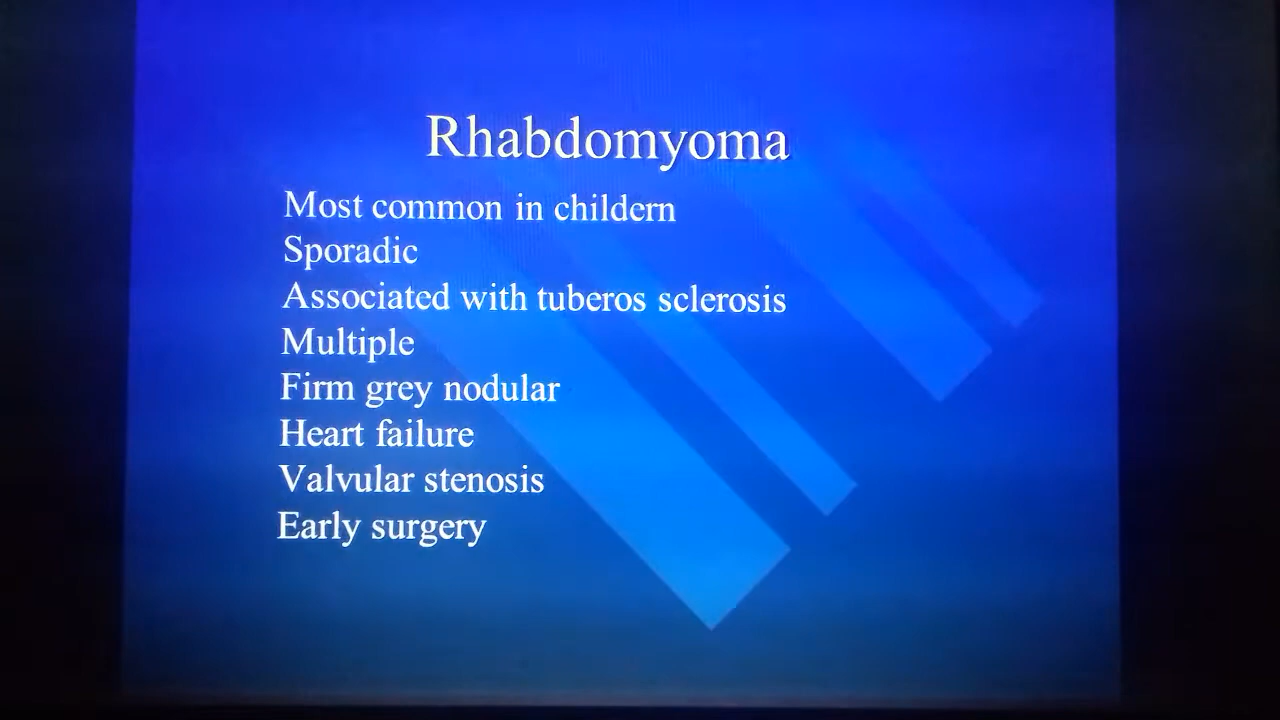 Rhabdomyoma
Most common in childern
Sporadic
Associated with tuberos sclerosis
Multiple
Firm grey nodular
Heart failure
Valvular stenosis
Early surgery